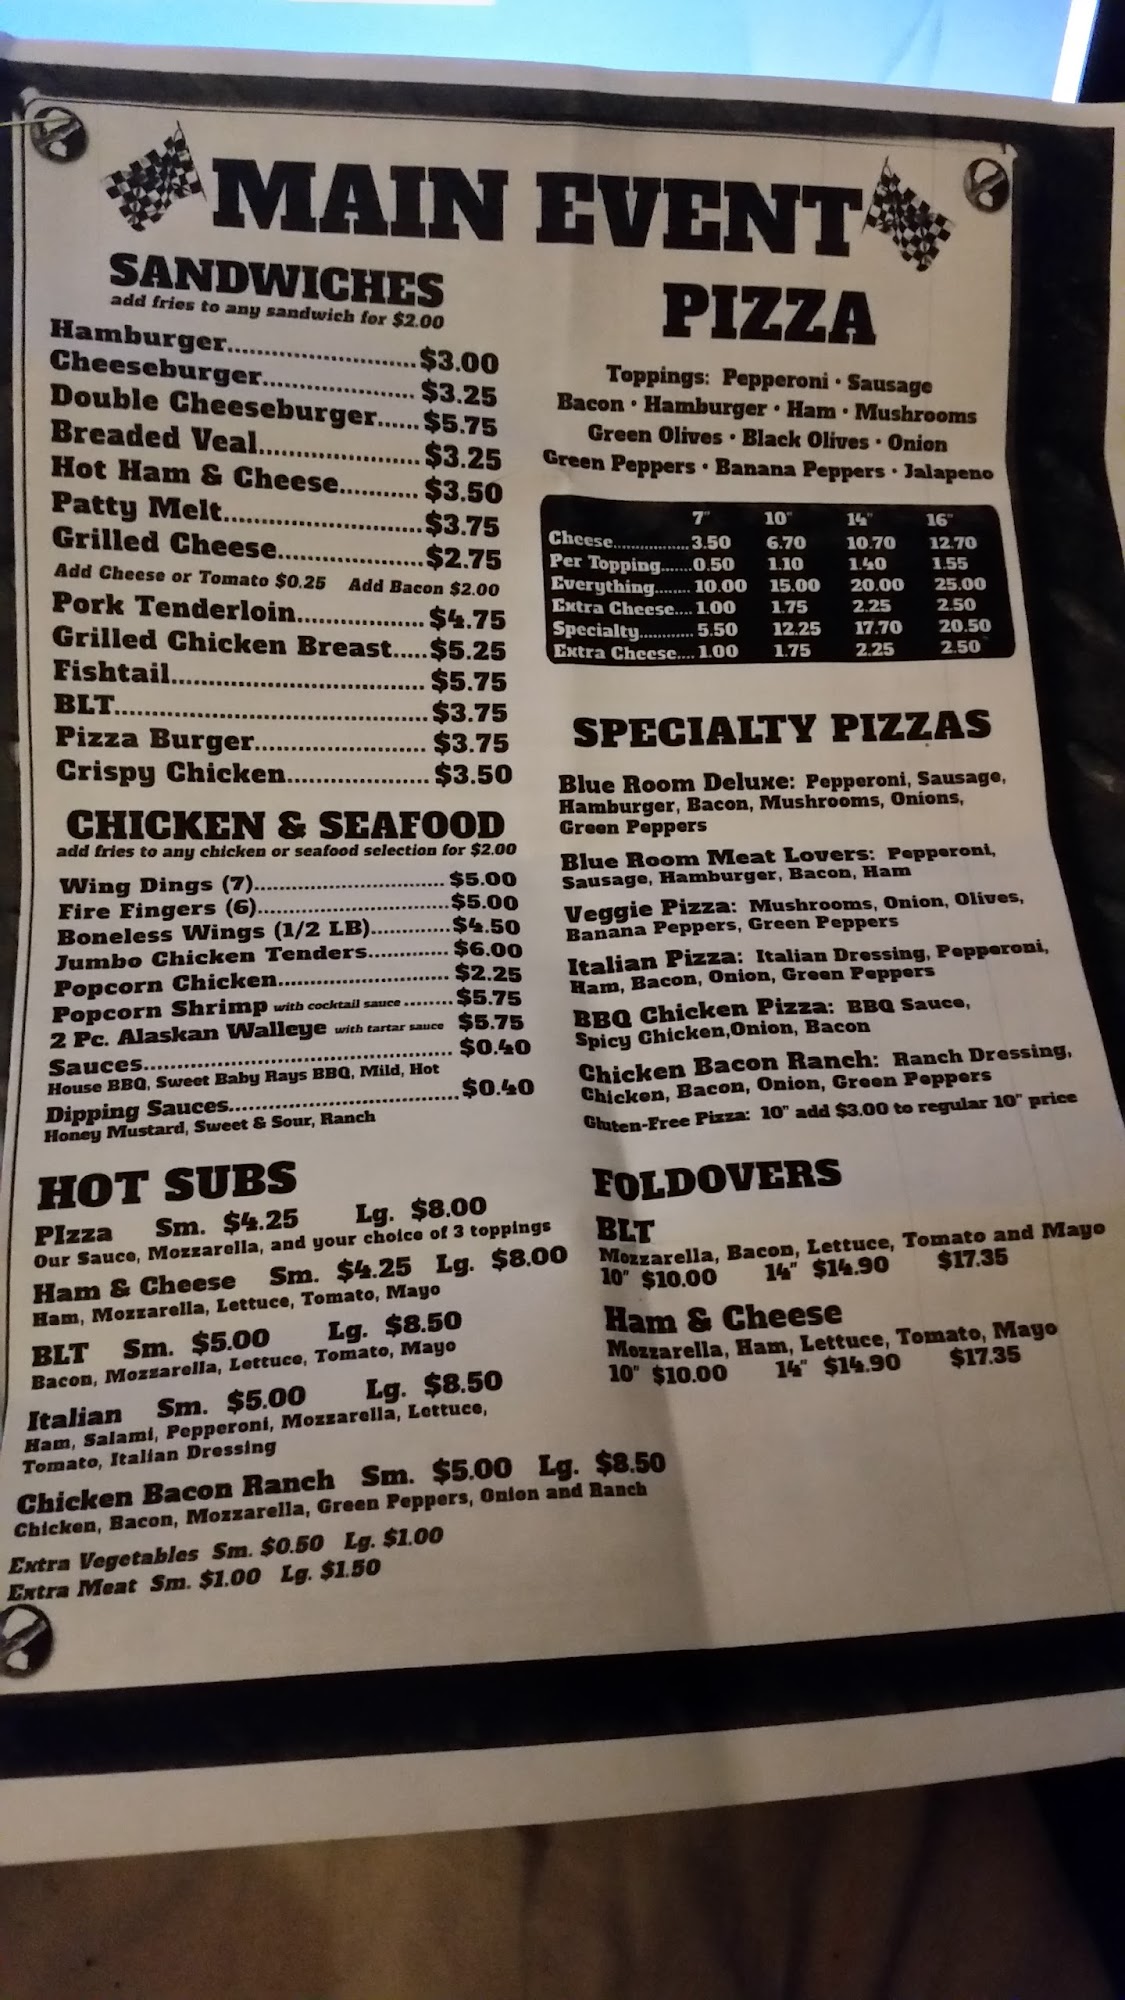 MAIN EVENT
SANDWICHES
add fries to any sandwich for $2.00
Hamburger..........................$3.00
Cheeseburger.................... $3.25
Double Cheeseburger......$5.75
Breaded Veal..................... $3.25
Hot Ham & Cheese........... $3.50
Patty Melt..........................$3.75
Grilled Cheese...................$2.75
Add Cheese or Tomato $0.25 Add Bacon $2.00
Pork Tenderloin.................$4.75
Grilled Chicken Breast.....$5.25
Fishtail................................. $5.75
BLT........................................$3.75
Pizza Burger...................... $3.75
Crispy Chicken.................. $3.50
CHICKEN & SEAFOOD
add fries to any chicken or seafood selection for $2.00
Wing Dings (7)............................ $5.00
Fire Fingers (6)............................$5.00
Boneless Wings (1/2 LB).............$4.50
Jumbo Chicken Tenders............ $6.00
Popcorn Chicken......................... $2.25
Popcorn Shrimp with cocktail sauce ........$5.75
2 Pc. Alaskan Walleye with tartar sauce $5.75
Sauces............................................. $0.40
House BBQ, Sweet Baby Rays BBQ, Mild, Hot
Dipping Sauces.................................$0.40
Honey Mustard, Sweet & Sour, Ranch
HOT SUBS
PIzza Sm. $4.25 Lg. $8.00
Our Sauce, Mozzarella, and your choice of 3 toppings
Ham & Cheese Sm. $4.25 Lg. $8.00
Ham, Mozzarella, Lettuce, Tomato, Mayo
BLT Sm. $5.00 Lg. $8.50
Bacon, Mozzarella, Lettuce, Tomato, Mayo
Italian Sm. $5.00 Lg. $8.50
Ham, Salami, Pepperoni, Mozzarella, Lettuce,
Tomato, Italian Dressing
Chicken Bacon Ranch Sm. $5.00 Lg. $8.50
Chicken, Bacon, Mozzarella, Green Peppers, Onion and Ranch
Extra Vegetables Sm. $0.50 Lg. $1.00
Extra Meat Sm. $1.00 Lg. $1.50
PIZZA
Toppings: Pepperoni • Sausage
Bacon • Hamburger • Ham • Mushrooms
Green Olives • Black Olives • Onion
Green Peppers • Banana Peppers • Jalapeno
7" 10" 14" 16"
Cheese.................3.50 6.70 10.70 12.70
Per Topping.......0.50 1.10 1.40 1.55
Everything........ 10.00 15.00 20.00 25.00
Extra Cheese.... 1.00 1.75 2.25 2.50
Specialty............ 5.50 12.25 17.70 20.50
Extra Cheese.... 1.00 1.75 2.25 2.50
SPECIALTY PIZZAS
Blue Room Deluxe: Pepperoni, Sausage,
Hamburger, Bacon, Mushrooms, Onions,
Green Peppers
Blue Room Meat Lovers: Pepperoni,
Sausage, Hamburger, Bacon, Ham
Veggie Pizza: Mushrooms, Onion, Olives,
Banana Peppers, Green Peppers
Italian Pizza: Italian Dressing, Pepperoni,
Ham, Bacon, Onion, Green Peppers
BBQ Chicken Pizza: BBQ Sauce,
Spicy Chicken,Onion, Bacon
Chicken Bacon Ranch: Ranch Dressing,
Chicken, Bacon, Onion, Green Peppers
Gluten-Free Pizza: 10" add $3.00 to regular 10" price
FOLDOVERS
BLT
Mozzarella, Bacon, Lettuce, Tomato and Mayo
10" $10.00 14" $14.90 $17.35
Ham & Cheese
Mozzarella, Ham, Lettuce, Tomato, Mayo
10" $10.00 14" $14.90 $17.35